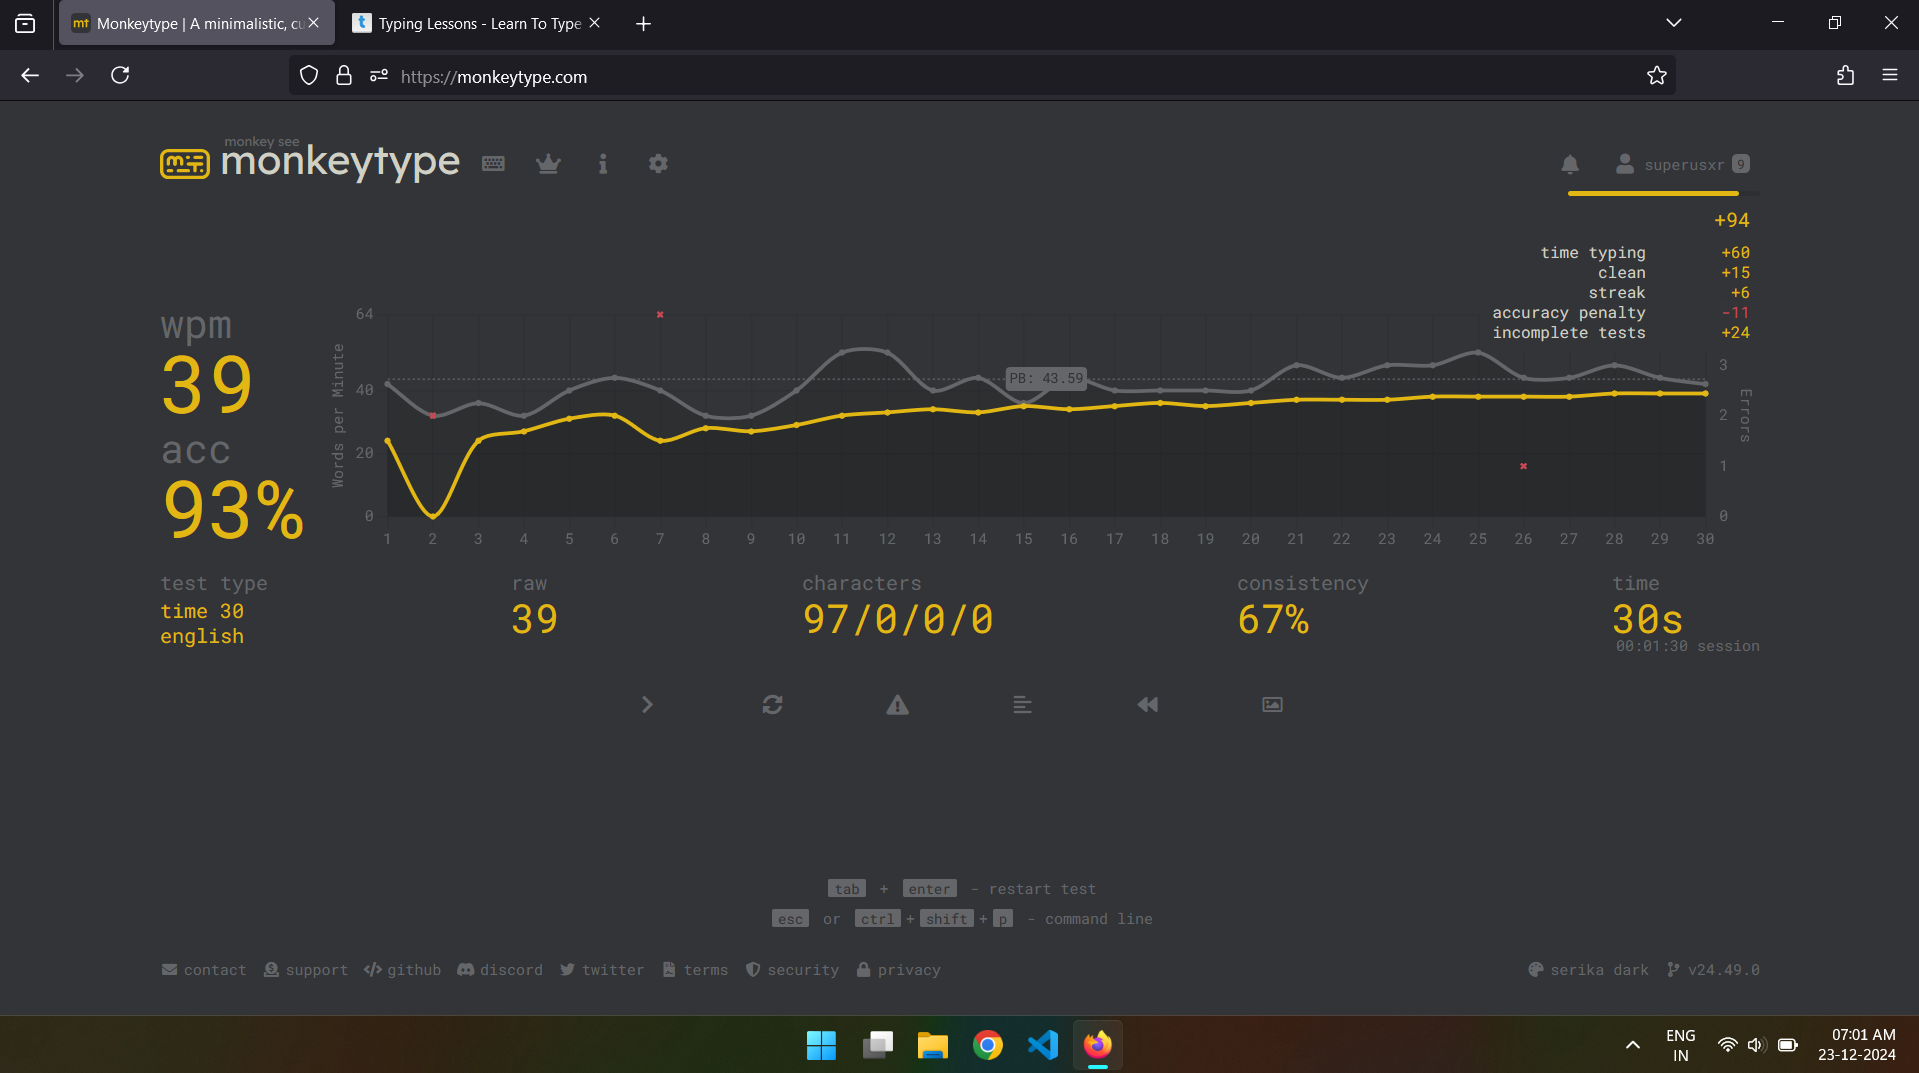 Monkeytype | A minimalistic, cu
Typing Lessons - Learn To Type
https://monkeytype.com
monkey see
monkeytype
superusxr 9
+94
time typing +60
clean +15
streak +6
accuracy penalty -11
incomplete tests +24
wpm
39
acc
93%
Words per Minute
64
40
20
0
PB: 43.59
3
2
1
0
Errors
1 2 3 4 5 6 7 8 9 10 11 12 13 14 15 16 17 18 19 20 21 22 23 24 25 26 27 28 29 30
test type
time 30
english
raw
39
characters
97/0/0/0
consistency
67%
time
30s
00:01:30 session
tab + enter - restart test
esc or ctrl + shift + p - command line
contact support github discord twitter terms security privacy
serika dark v24.49.0
ENG
IN
07:01 AM
23-12-2024